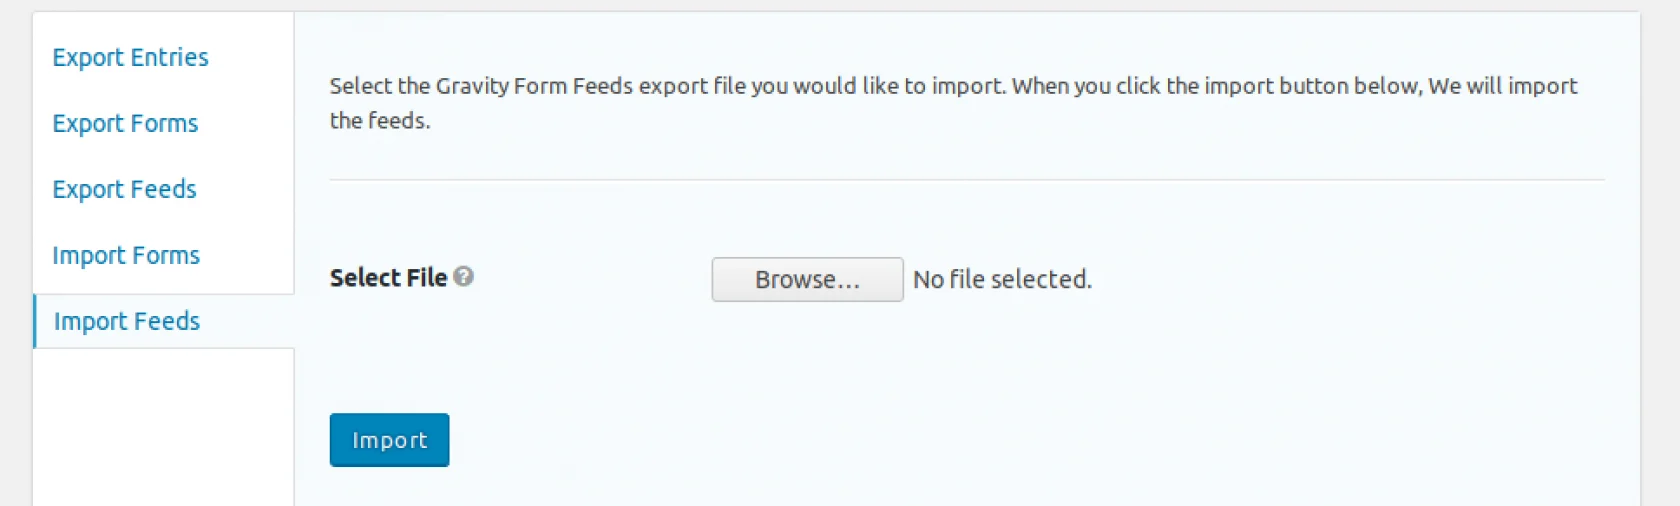 Export Entries
Export Forms
Export Feeds
Import Forms
Import Feeds
Select the Gravity Form Feeds export file you would like to import. When you click the import button below, We will import
the feeds.
Select File ?
Browse... No file selected.
Import